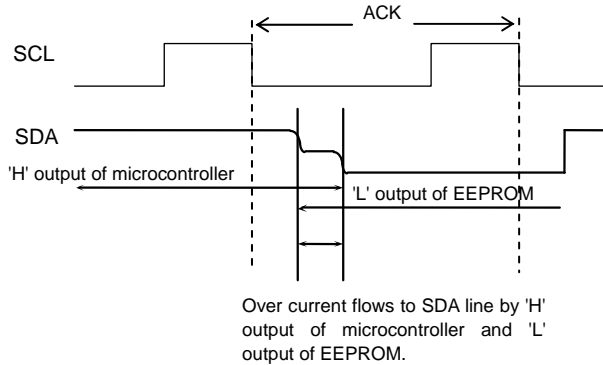 ACK
SCL
SDA
'H' output of microcontroller
'L' output of EEPROM
Over current flows to SDA line by 'H'
output of microcontroller and 'L'
output of EEPROM.